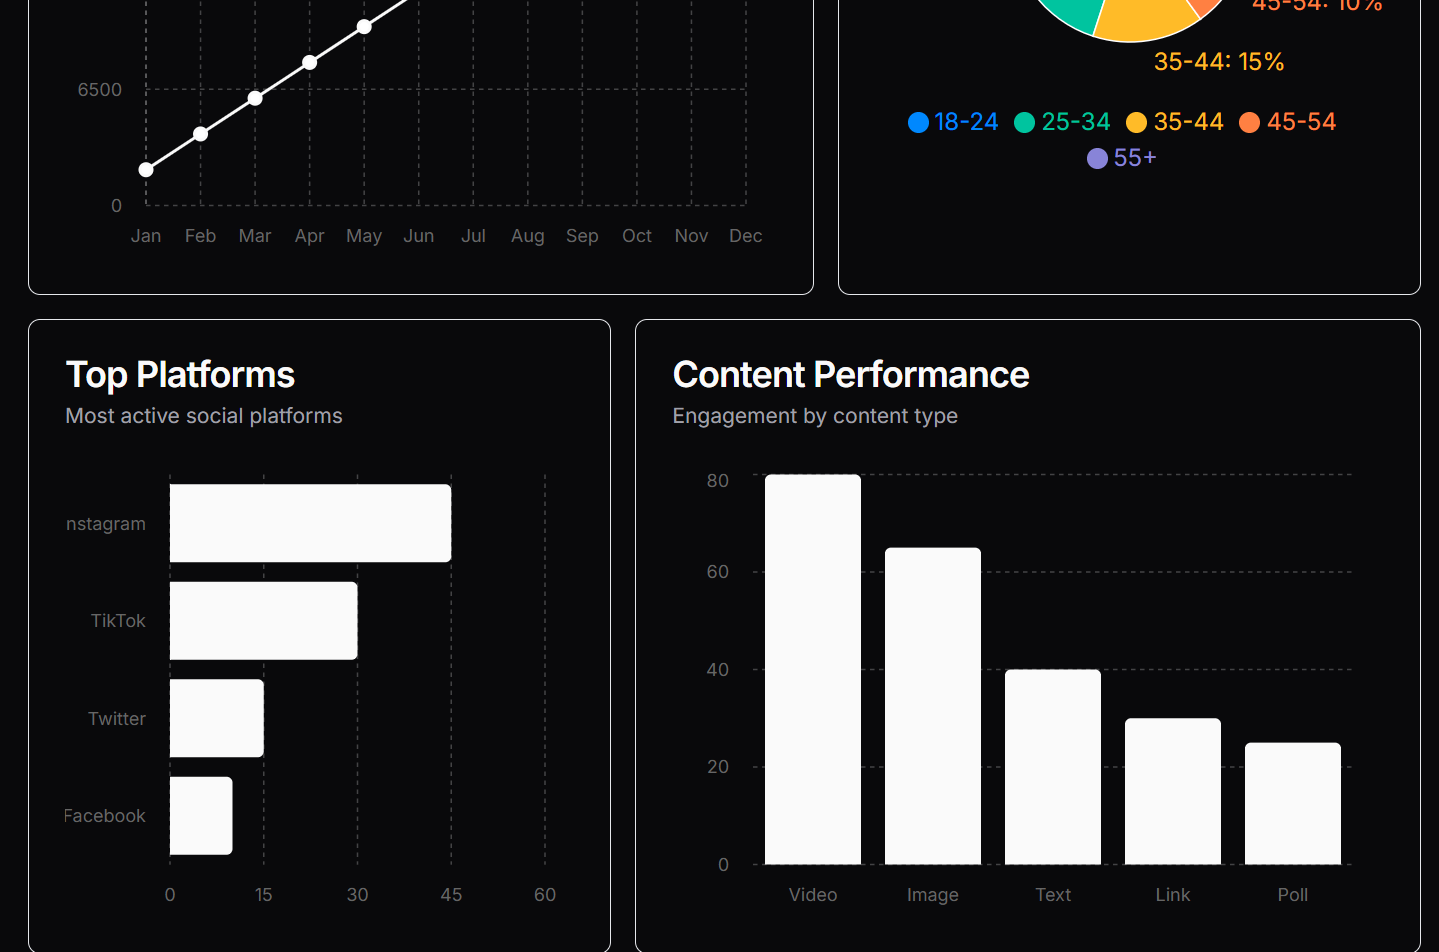 45-54: 10%
35-44: 15%
6500
0
Jan Feb Mar Apr May Jun Jul Aug Sep Oct Nov Dec
18-24 25-34 35-44 45-54
55+
Top Platforms
Most active social platforms
nstagram
TikTok
Twitter
Facebook
0 15 30 45 60
Content Performance
Engagement by content type
80
60
40
20
0
Video Image Text Link Poll